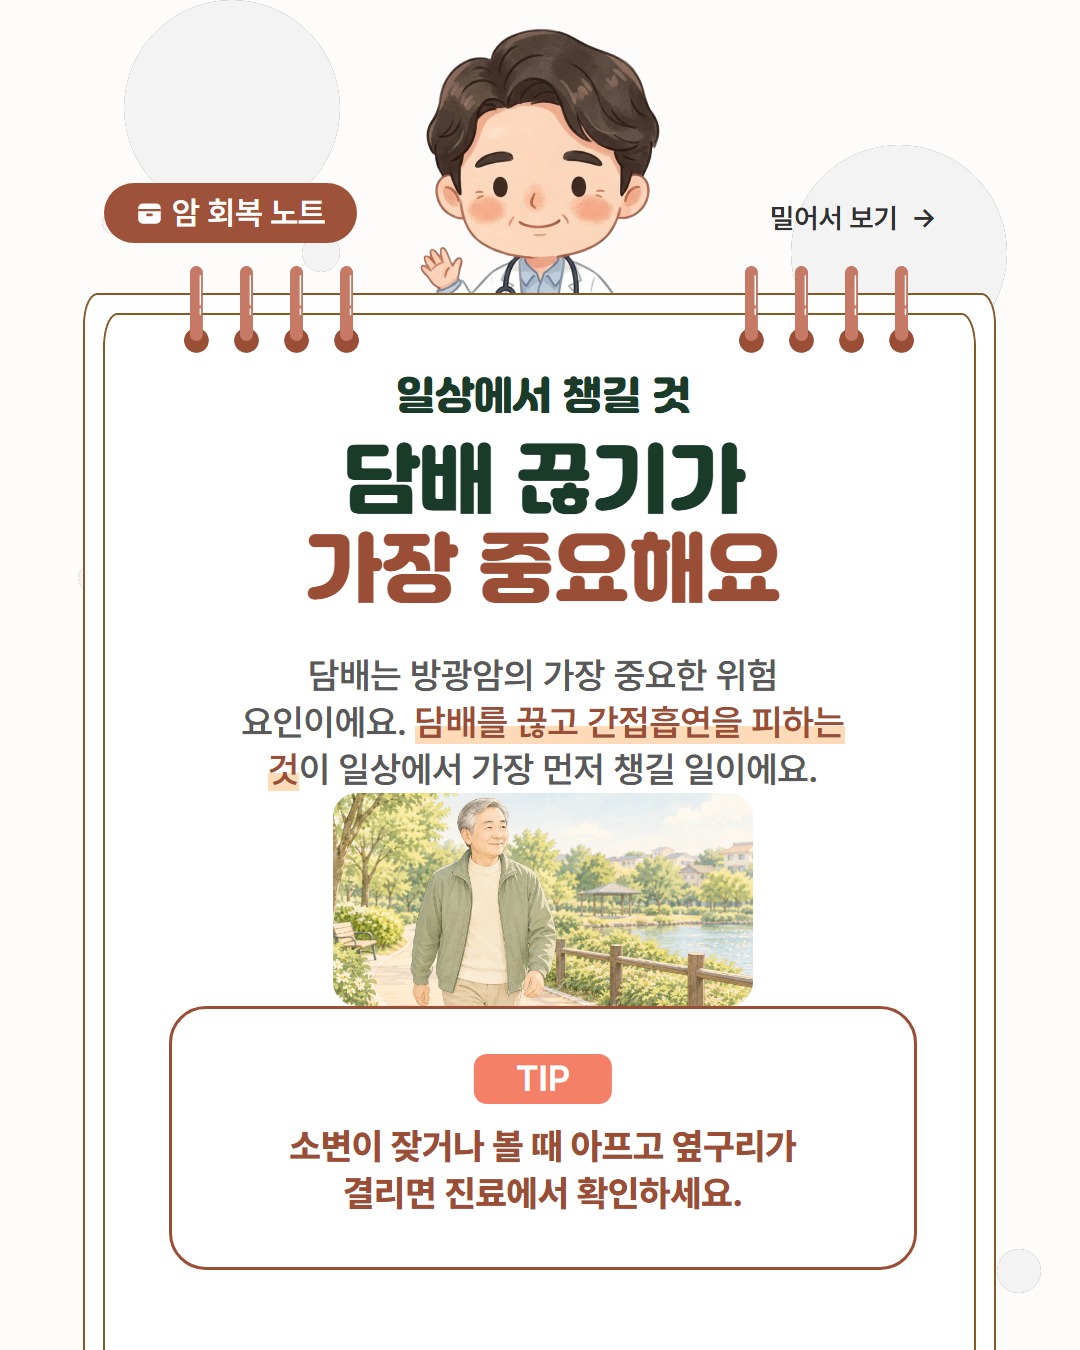 암 회복 노트
밀어서 보기 →
일상에서 챙길 것
담배 끊기가
가장 중요해요
담배는 방광암의 가장 중요한 위험
요인이에요. 담배를 끊고 간접흡연을 피하는
것이 일상에서 가장 먼저 챙길 일이에요.
TIP
소변이 잦거나 볼 때 아프고 옆구리가
결리면 진료에서 확인하세요.